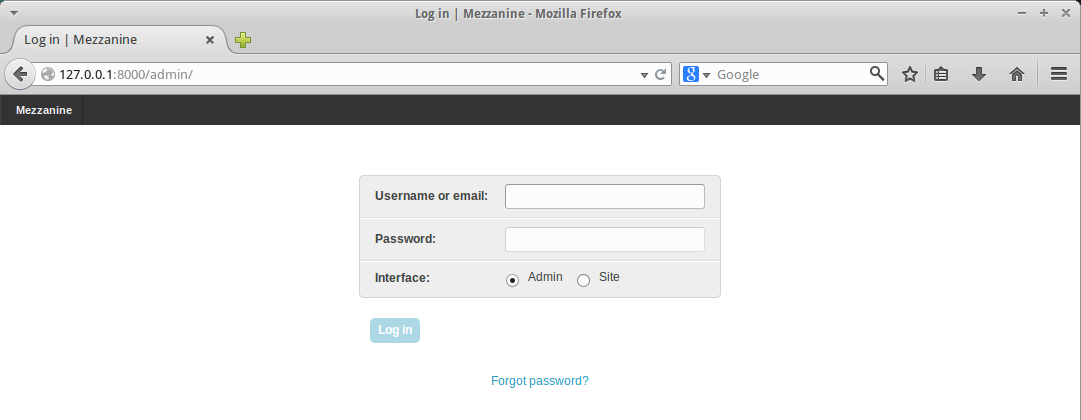 Log in | Mezzanine - Mozilla Firefox
Log in | Mezzanine
127.0.0.1:8000/admin/
Google
Mezzanine
Username or email:
Password:
Interface: Admin Site
Log in
Forgot password?